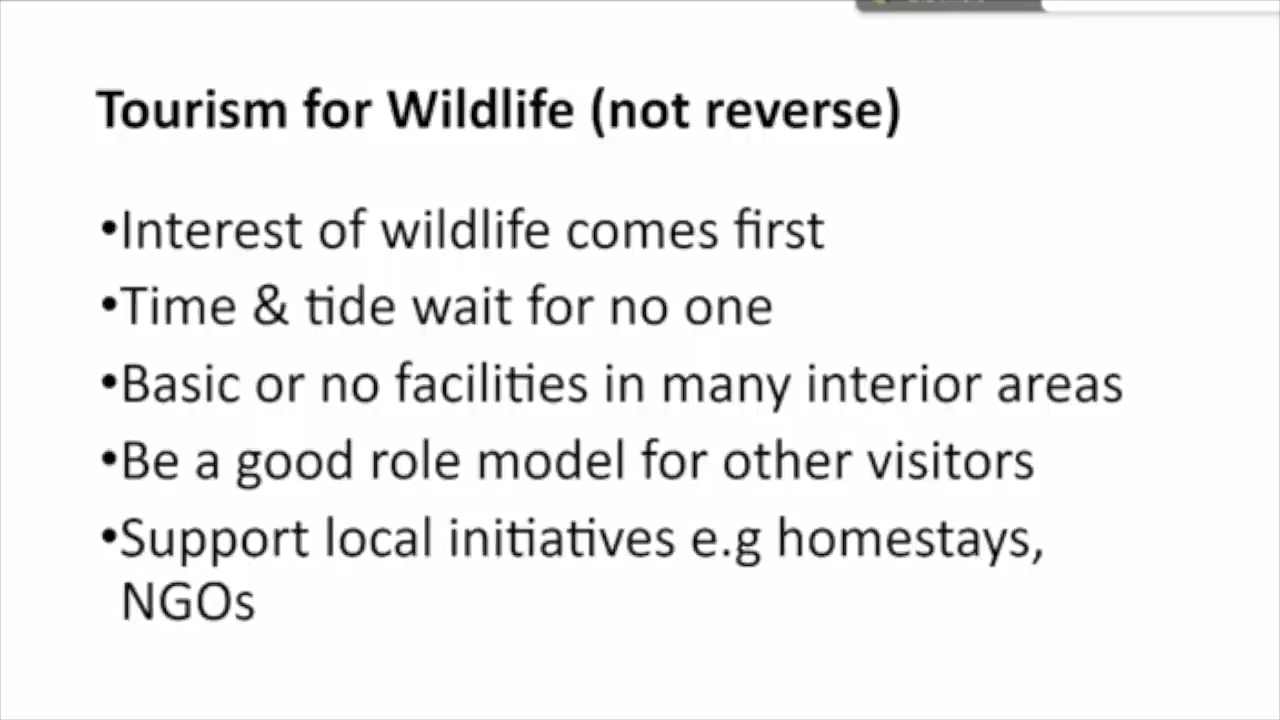 Tourism for Wildlife (not reverse)
•Interest of wildlife comes first
•Time & tide wait for no one
•Basic or no facilities in many interior areas
•Be a good role model for other visitors
•Support local initiatives e.g homestays,
NGOs